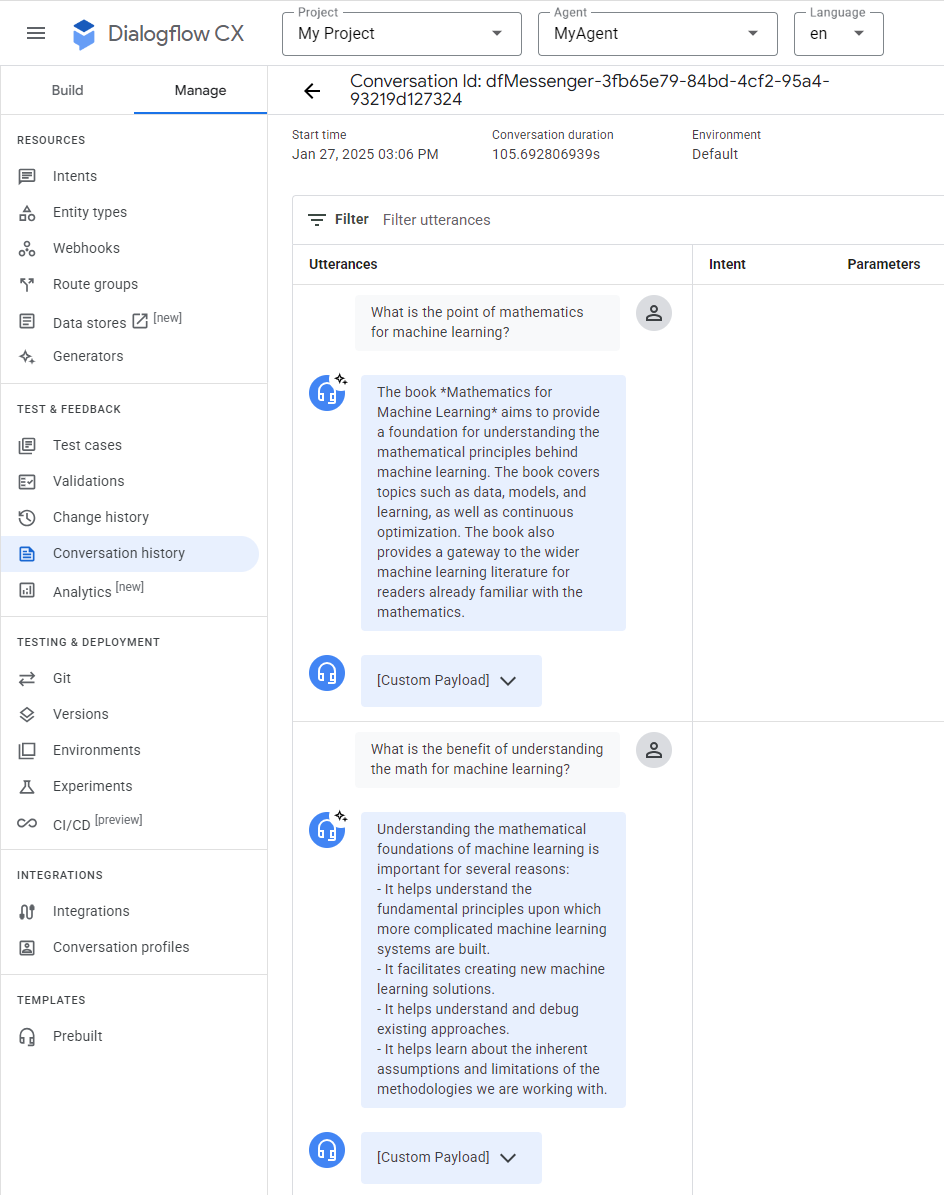 Dialogflow CX
Project
My Project
Agent
MyAgent
Language
en
Build
Manage
RESOURCES
Intents
Entity types
Webhooks
Route groups
Data stores [new]
Generators
TEST & FEEDBACK
Test cases
Validations
Change history
Conversation history
Analytics [new]
TESTING & DEPLOYMENT
Git
Versions
Environments
Experiments
CI/CD [preview]
INTEGRATIONS
Integrations
Conversation profiles
TEMPLATES
Prebuilt
Conversation Id: dfMessenger-3fb65e79-84bd-4cf2-95a4-
93219d127324
Start time
Jan 27, 2025 03:06 PM
Conversation duration
105.692806939s
Environment
Default
Filter Filter utterances
Utterances
Intent
Parameters
What is the point of mathematics
for machine learning?
The book *Mathematics for
Machine Learning* aims to provide
a foundation for understanding the
mathematical principles behind
machine learning. The book covers
topics such as data, models, and
learning, as well as continuous
optimization. The book also
provides a gateway to the wider
machine learning literature for
readers already familiar with the
mathematics.
[Custom Payload]
What is the benefit of understanding
the math for machine learning?
Understanding the mathematical
foundations of machine learning is
important for several reasons:
- It helps understand the
fundamental principles upon which
more complicated machine learning
systems are built.
- It facilitates creating new machine
learning solutions.
- It helps understand and debug
existing approaches.
- It helps learn about the inherent
assumptions and limitations of the
methodologies we are working with.
[Custom Payload]